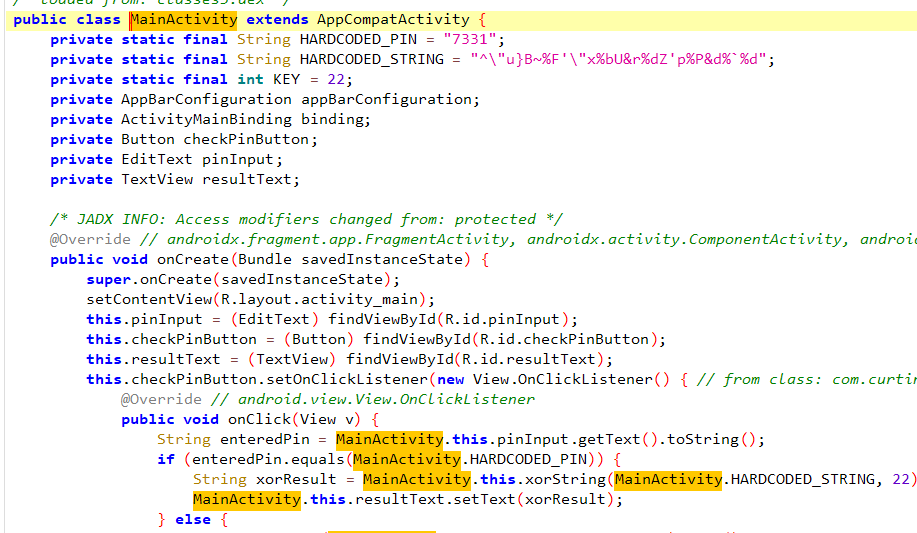 /* loaded from: classes3.dex */
public class MainActivity extends AppCompatActivity {
private static final String HARDCODED_PIN = "7331";
private static final String HARDCODED_STRING = "^\"u}B~%F'\"x%bU&r%dZ'p%P&d%`%d";
private static final int KEY = 22;
private AppBarConfiguration appBarConfiguration;
private ActivityMainBinding binding;
private Button checkPinButton;
private EditText pinInput;
private TextView resultText;
/* JADX INFO: Access modifiers changed from: protected */
@Override // androidx.fragment.app.FragmentActivity, androidx.activity.ComponentActivity, android
public void onCreate(Bundle savedInstanceState) {
super.onCreate(savedInstanceState);
setContentView(R.layout.activity_main);
this.pinInput = (EditText) findViewById(R.id.pinInput);
this.checkPinButton = (Button) findViewById(R.id.checkPinButton);
this.resultText = (TextView) findViewById(R.id.resultText);
this.checkPinButton.setOnClickListener(new View.OnClickListener() { // from class: com.curtin
@Override // android.view.View.OnClickListener
public void onClick(View v) {
String enteredPin = MainActivity.this.pinInput.getText().toString();
if (enteredPin.equals(MainActivity.HARDCODED_PIN)) {
String xorResult = MainActivity.this.xorString(MainActivity.HARDCODED_STRING, 22)
MainActivity.this.resultText.setText(xorResult);
} else {